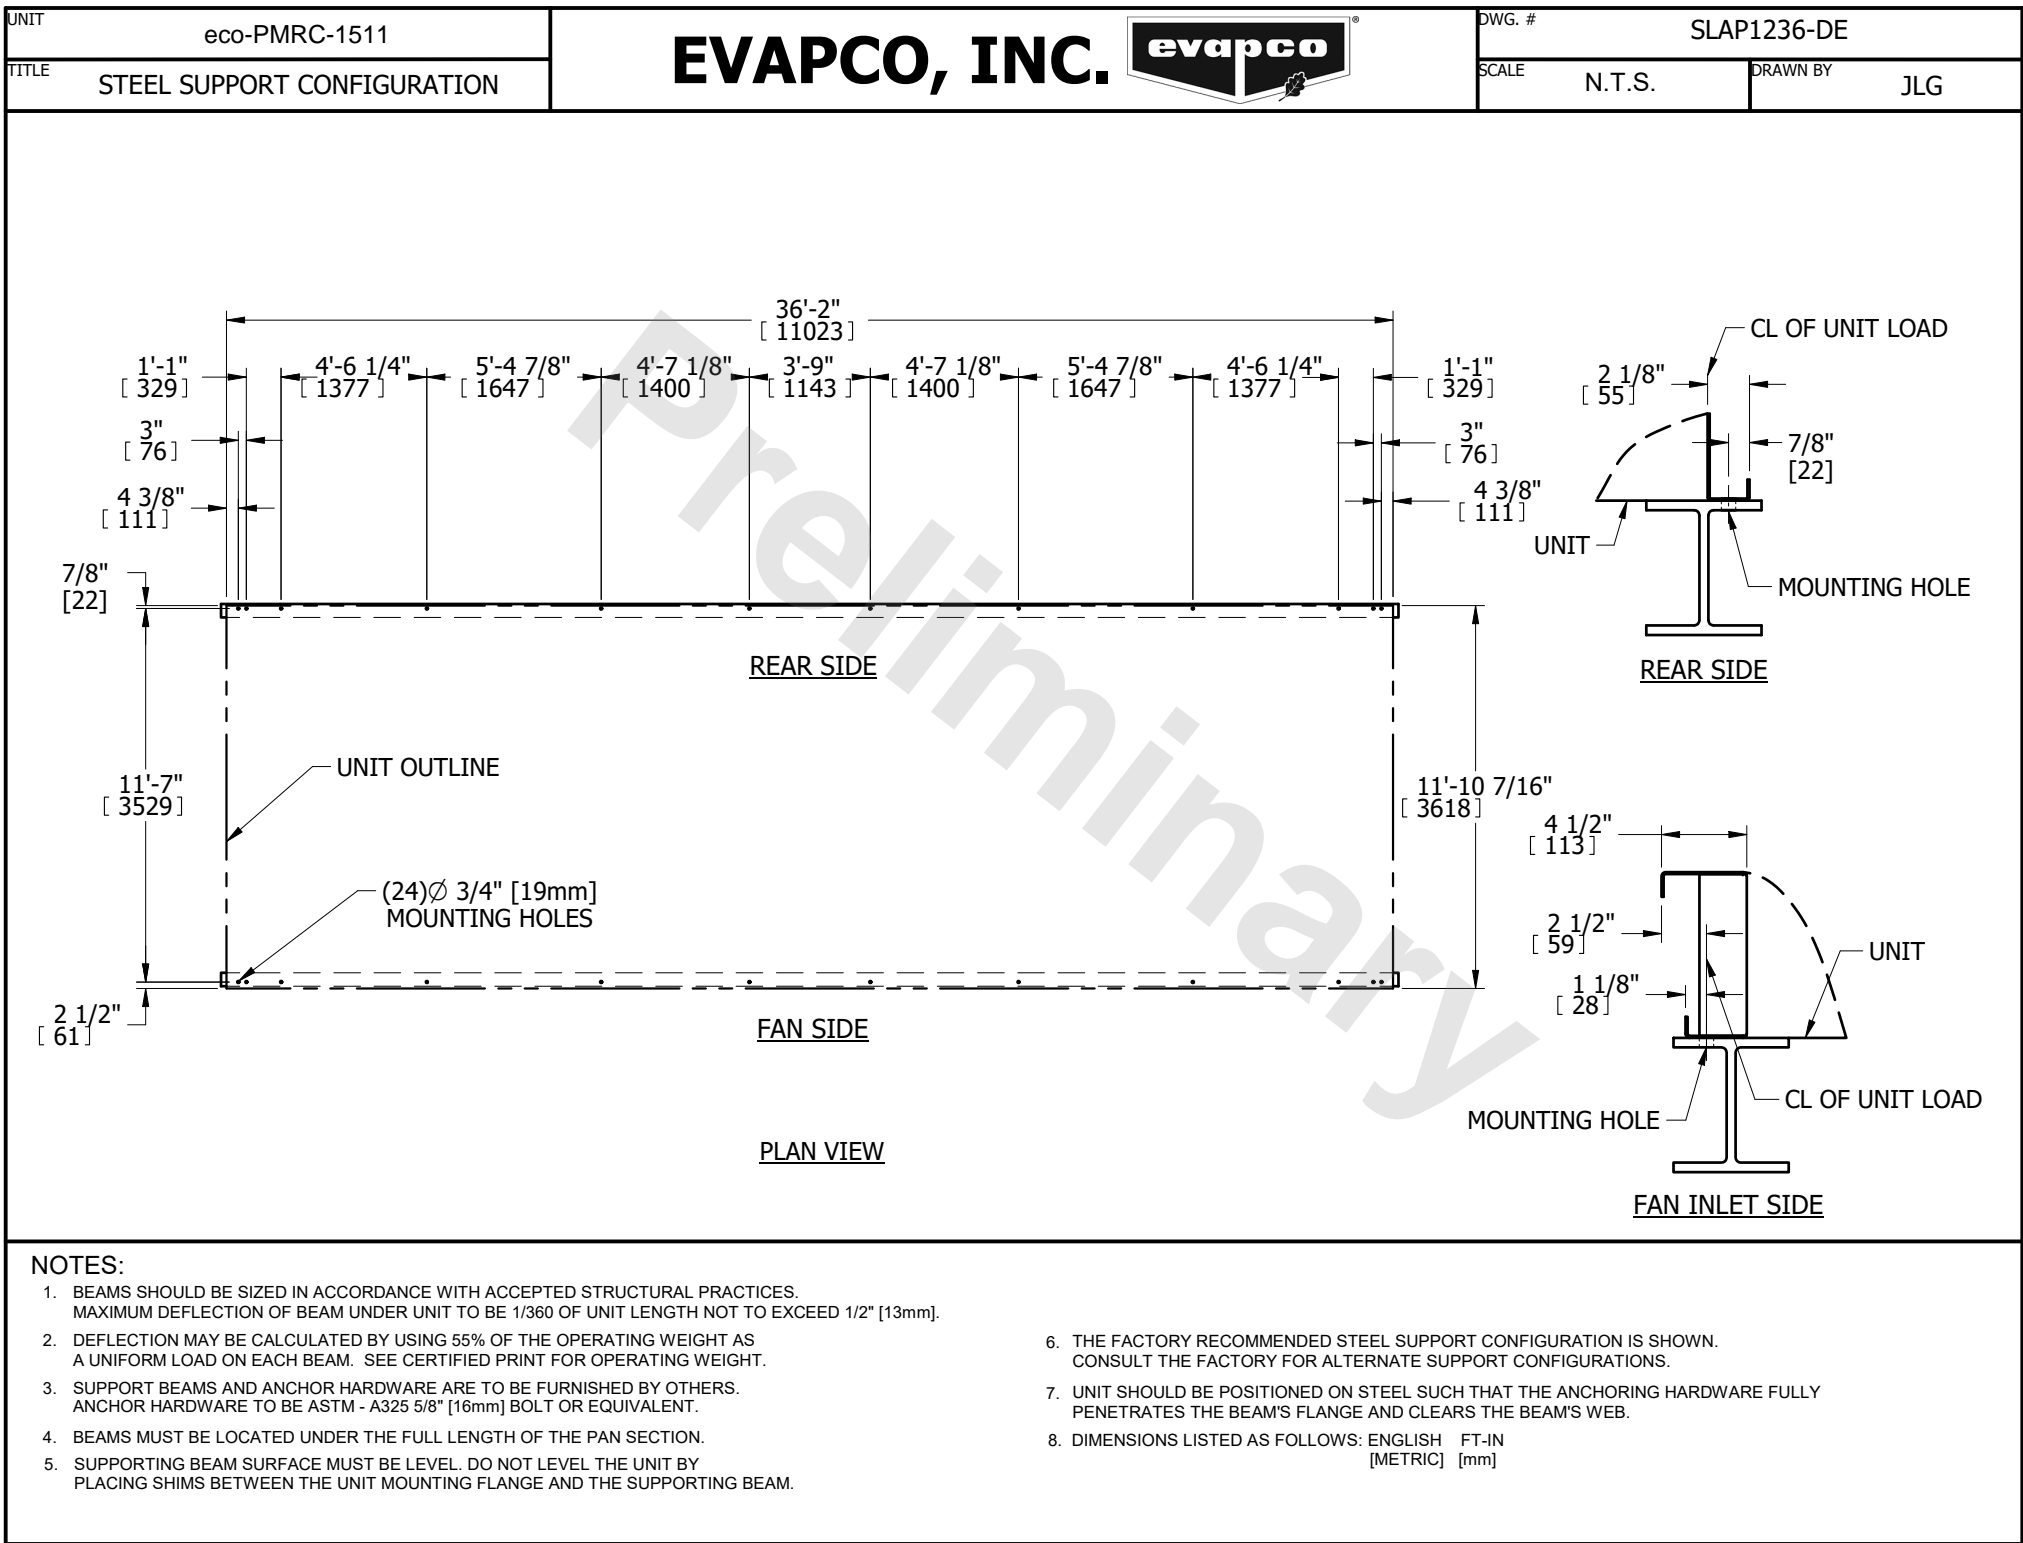 UNIT
eco-PMRC-1511
TITLE
STEEL SUPPORT CONFIGURATION
EVAPCO, INC.
evapco
®
DWG. #
SLAP1236-DE
SCALE
N.T.S.
DRAWN BY
JLG
36'-2"
[ 11023]
1'-1"
[ 329]
4'-6 1/4"
[ 1377 ]
5'-4 7/8"
[ 1647 ]
4'-7 1/8"
[ 1400 ]
3'-9"
[ 1143 ]
4'-7 1/8"
[ 1400 ]
5'-4 7/8"
[ 1647 ]
4'-6 1/4"
[ 1377 ]
1'-1"
[ 329]
3"
[ 76]
3"
[ 76]
4 3/8"
[ 111]
4 3/8"
[ 111]
7/8"
[22]
REAR SIDE
UNIT OUTLINE
11'-7"
[ 3529]
11'-10 7/16"
[ 3618]
(24)Ø 3/4" [19mm]
MOUNTING HOLES
2 1/2"
[ 61]
FAN SIDE
PLAN VIEW
Preliminary
CL OF UNIT LOAD
2 1/8"
[ 55]
7/8"
[22]
UNIT
MOUNTING HOLE
REAR SIDE
4 1/2"
[ 113]
2 1/2"
[ 59]
UNIT
1 1/8"
[ 28]
CL OF UNIT LOAD
MOUNTING HOLE
FAN INLET SIDE
NOTES:
1. BEAMS SHOULD BE SIZED IN ACCORDANCE WITH ACCEPTED STRUCTURAL PRACTICES.
MAXIMUM DEFLECTION OF BEAM UNDER UNIT TO BE 1/360 OF UNIT LENGTH NOT TO EXCEED 1/2" [13mm].
2. DEFLECTION MAY BE CALCULATED BY USING 55% OF THE OPERATING WEIGHT AS
A UNIFORM LOAD ON EACH BEAM. SEE CERTIFIED PRINT FOR OPERATING WEIGHT.
3. SUPPORT BEAMS AND ANCHOR HARDWARE ARE TO BE FURNISHED BY OTHERS.
ANCHOR HARDWARE TO BE ASTM - A325 5/8" [16mm] BOLT OR EQUIVALENT.
4. BEAMS MUST BE LOCATED UNDER THE FULL LENGTH OF THE PAN SECTION.
5. SUPPORTING BEAM SURFACE MUST BE LEVEL. DO NOT LEVEL THE UNIT BY
PLACING SHIMS BETWEEN THE UNIT MOUNTING FLANGE AND THE SUPPORTING BEAM.
6. THE FACTORY RECOMMENDED STEEL SUPPORT CONFIGURATION IS SHOWN.
CONSULT THE FACTORY FOR ALTERNATE SUPPORT CONFIGURATIONS.
7. UNIT SHOULD BE POSITIONED ON STEEL SUCH THAT THE ANCHORING HARDWARE FULLY
PENETRATES THE BEAM'S FLANGE AND CLEARS THE BEAM'S WEB.
8. DIMENSIONS LISTED AS FOLLOWS: ENGLISH FT-IN
[METRIC] [mm]